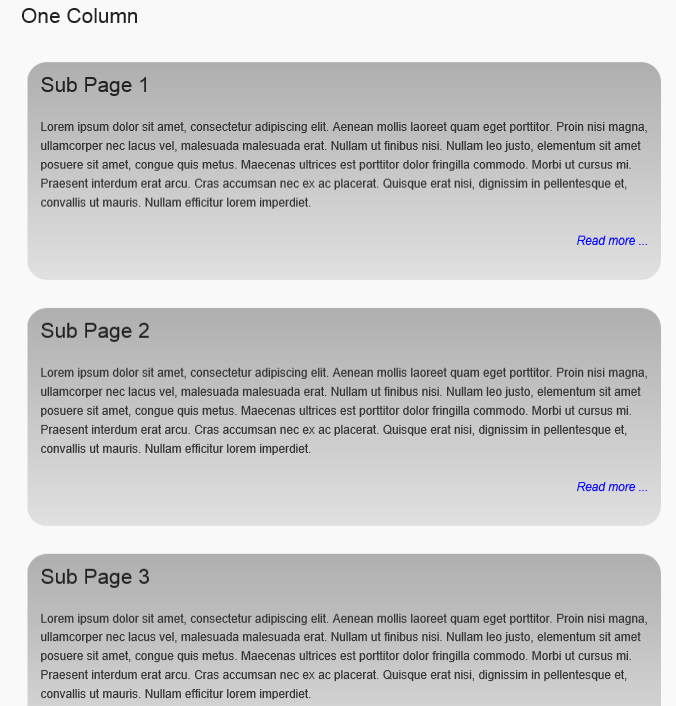 One Column
Sub Page 1
Lorem ipsum dolor sit amet, consectetur adipiscing elit. Aenean mollis laoreet quam eget porttitor. Proin nisi magna,
ullamcorper nec lacus vel, malesuada malesuada erat. Nullam ut finibus nisi. Nullam leo justo, elementum sit amet
posuere sit amet, congue quis metus. Maecenas ultrices est porttitor dolor fringilla commodo. Morbi ut cursus mi.
Praesent interdum erat arcu. Cras accumsan nec ex ac placerat. Quisque erat nisi, dignissim in pellentesque et,
convallis ut mauris. Nullam efficitur lorem imperdiet.
Read more ...
Sub Page 2
Lorem ipsum dolor sit amet, consectetur adipiscing elit. Aenean mollis laoreet quam eget porttitor. Proin nisi magna,
ullamcorper nec lacus vel, malesuada malesuada erat. Nullam ut finibus nisi. Nullam leo justo, elementum sit amet
posuere sit amet, congue quis metus. Maecenas ultrices est porttitor dolor fringilla commodo. Morbi ut cursus mi.
Praesent interdum erat arcu. Cras accumsan nec ex ac placerat. Quisque erat nisi, dignissim in pellentesque et,
convallis ut mauris. Nullam efficitur lorem imperdiet.
Read more ...
Sub Page 3
Lorem ipsum dolor sit amet, consectetur adipiscing elit. Aenean mollis laoreet quam eget porttitor. Proin nisi magna,
ullamcorper nec lacus vel, malesuada malesuada erat. Nullam ut finibus nisi. Nullam leo justo, elementum sit amet
posuere sit amet, congue quis metus. Maecenas ultrices est porttitor dolor fringilla commodo. Morbi ut cursus mi.
Praesent interdum erat arcu. Cras accumsan nec ex ac placerat. Quisque erat nisi, dignissim in pellentesque et,
convallis ut mauris. Nullam efficitur lorem imperdiet.